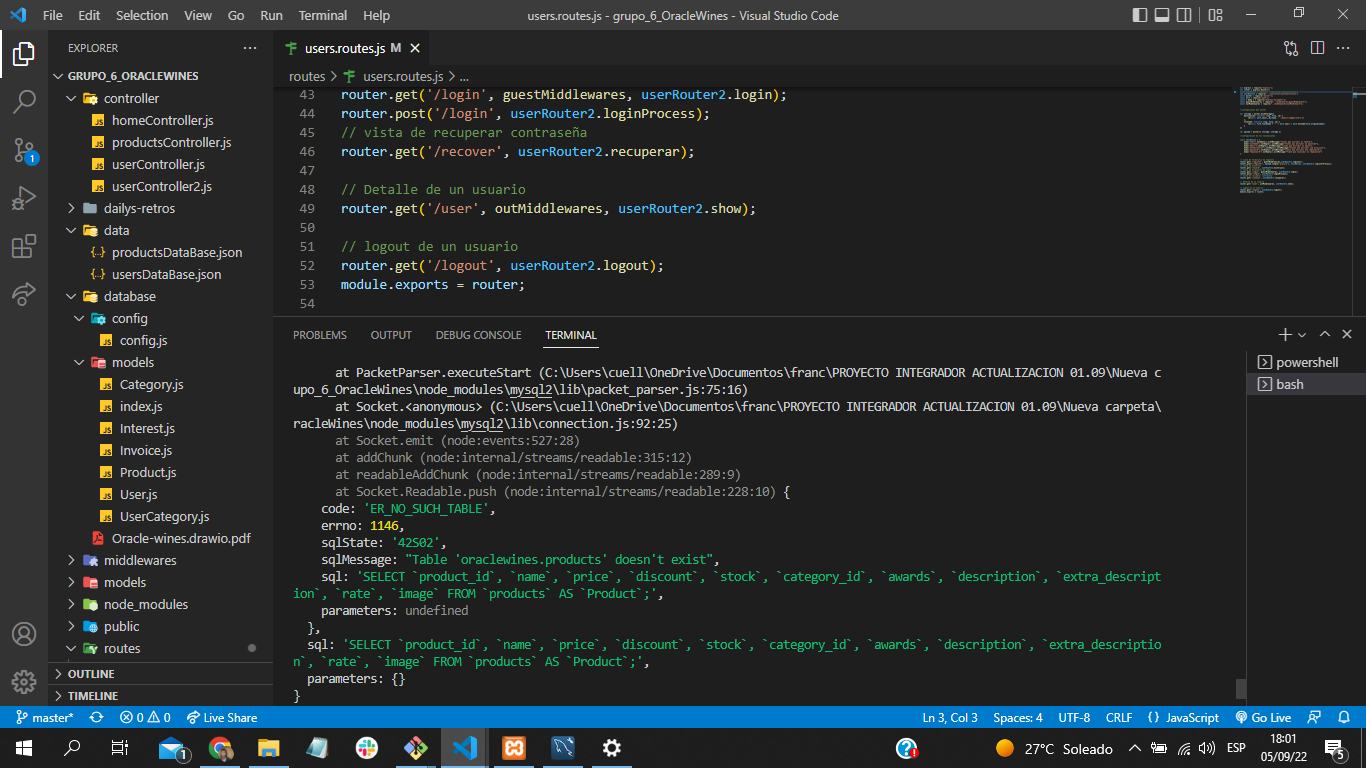 File Edit Selection View Go Run Terminal Help
users.routes.js - grupo_6_OracleWines - Visual Studio Code
EXPLORER
GRUPO_6_ORACLEWINES
controller
homeController.js
productsController.js
userController.js
userController2.js
dailys-retros
data
productsDataBase.json
usersDataBase.json
database
config
config.js
models
Category.js
index.js
Interest.js
Invoice.js
Product.js
User.js
UserCategory.js
Oracle-wines.drawio.pdf
middlewares
models
node_modules
public
routes
OUTLINE
TIMELINE
1
users.routes.js M
routes > users.routes.js > ...
43 router.get('/login', guestMiddlewares, userRouter2.login);
44 router.post('/login', userRouter2.loginProcess);
45 // vista de recuperar contraseña
46 router.get('/recover', userRouter2.recuperar);
47
48 // Detalle de un usuario
49 router.get('/user', outMiddlewares, userRouter2.show);
50
51 // logout de un usuario
52 router.get('/logout', userRouter2.logout);
53 module.exports = router;
54
PROBLEMS OUTPUT DEBUG CONSOLE TERMINAL
at PacketParser.executeStart (C:\Users\cuell\OneDrive\Documentos\franc\PROYECTO INTEGRADOR ACTUALIZACION 01.09\Nueva c
upo_6_OracleWines\node_modules\mysql2\lib\packet_parser.js:75:16)
at Socket.<anonymous> (C:\Users\cuell\OneDrive\Documentos\franc\PROYECTO INTEGRADOR ACTUALIZACION 01.09\Nueva carpeta\
racleWines\node_modules\mysql2\lib\connection.js:92:25)
at Socket.emit (node:events:527:28)
at addChunk (node:internal/streams/readable:315:12)
at readableAddChunk (node:internal/streams/readable:289:9)
at Socket.Readable.push (node:internal/streams/readable:228:10) {
code: 'ER_NO_SUCH_TABLE',
errno: 1146,
sqlState: '42S02',
sqlMessage: "Table 'oraclewines.products' doesn't exist",
sql: 'SELECT `product_id`, `name`, `price`, `discount`, `stock`, `category_id`, `awards`, `description`, `extra_descript
ion`, `rate`, `image` FROM `products` AS `Product`;',
parameters: undefined
},
sql: 'SELECT `product_id`, `name`, `price`, `discount`, `stock`, `category_id`, `awards`, `description`, `extra_descriptio
n`, `rate`, `image` FROM `products` AS `Product`;',
parameters: {}
}
powershell
bash
master* 0 0 Live Share
Ln 3, Col 3 Spaces: 4 UTF-8 CRLF {} JavaScript Go Live
1
27°C Soleado
ESP
18:01
05/09/22
5